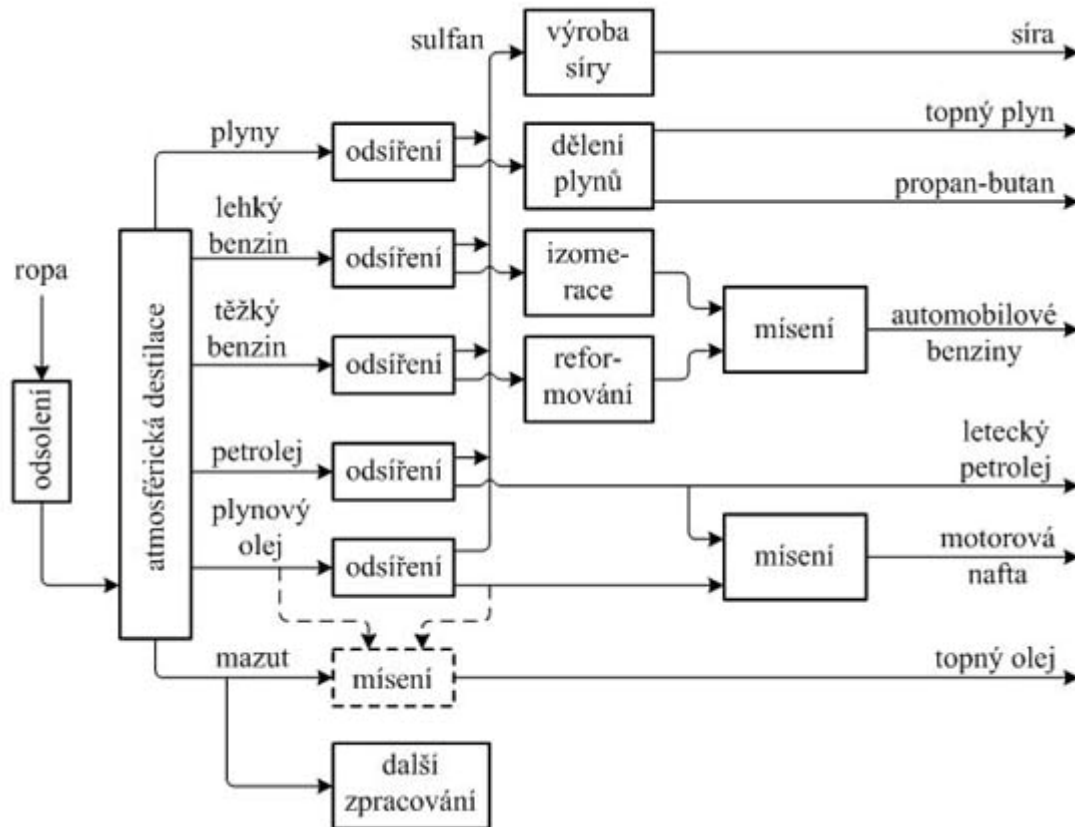 sulfan
výroba
síry
síra
plyny
odsíření
dělení
plynů
topný plyn
propan-butan
lehký
benzin
odsíření
izome-
race
ropa
těžký
benzin
odsíření
refor-
mování
mísení
automobilové
benziny
odsolení
atmosférická destilace
petrolej
odsíření
letecký
petrolej
plynový
olej
odsíření
mísení
motorová
nafta
mazut
mísení
topný olej
další
zpracování